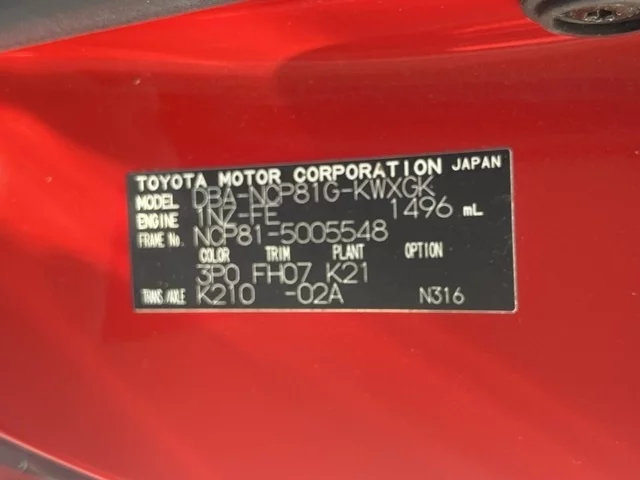 TOYOTA MOTOR CORPORATION JAPAN
MODEL DBA-NCP81G-KWXGK
ENGINE 1NZ-FE 1496 mL
FRAME No. NCP81-5005548
COLOR TRIM PLANT OPTION
3P0 FH07 K21
TRANS/AXLE K210 -02A N316